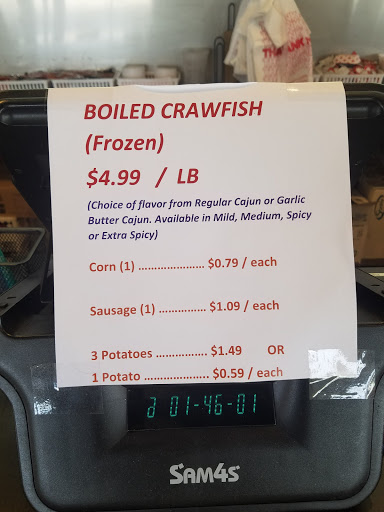 THANK Y
BOILED CRAWFISH
(Frozen)
$4.99 / LB
(Choice of flavor from Regular Cajun or Garlic
Butter Cajun. Available in Mild, Medium, Spicy
or Extra Spicy)
Corn (1) ………………… $0.79 / each
Sausage (1) …………… $1.09 / each
3 Potatoes ……………. $1.49 OR
1 Potato ……………….. $0.59 / each
d 01-46-01
SAM4S